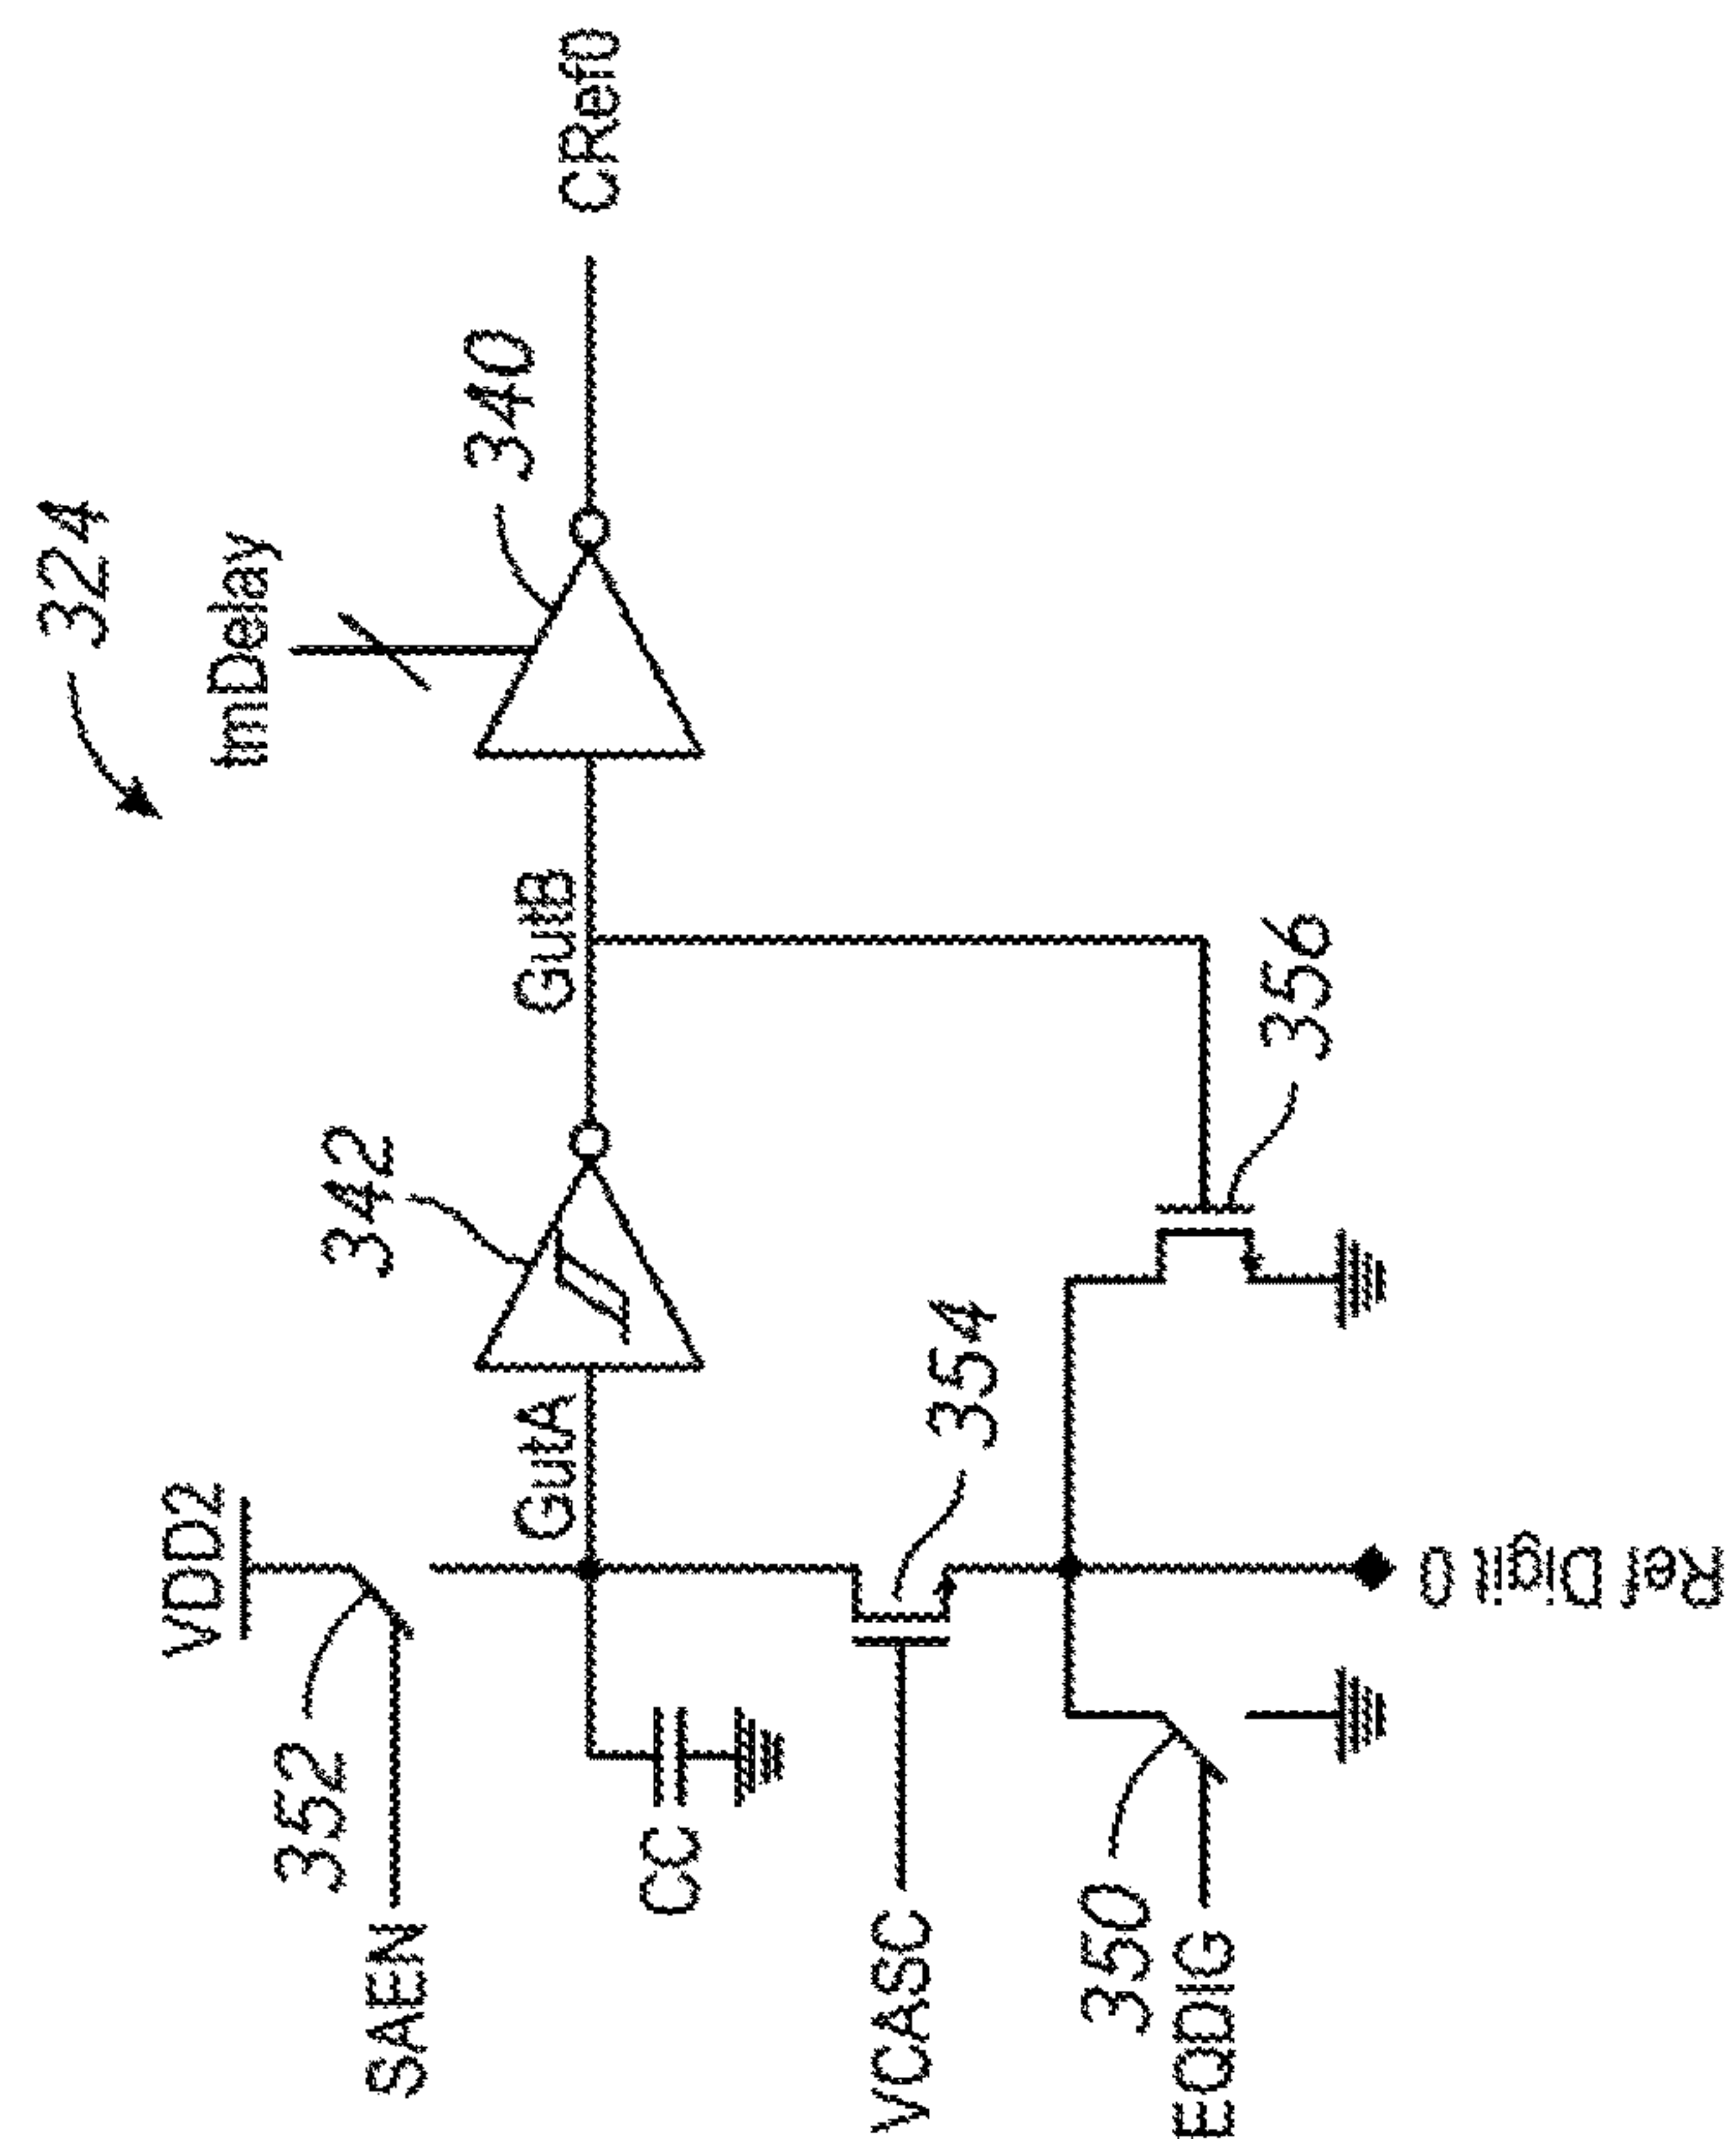 324
tmDelay
340
CRef0
VDD2
352
SAEN
GutA
342
GutB
CC
VCASC
354
350
EQDIG
356
Ref Digit 0